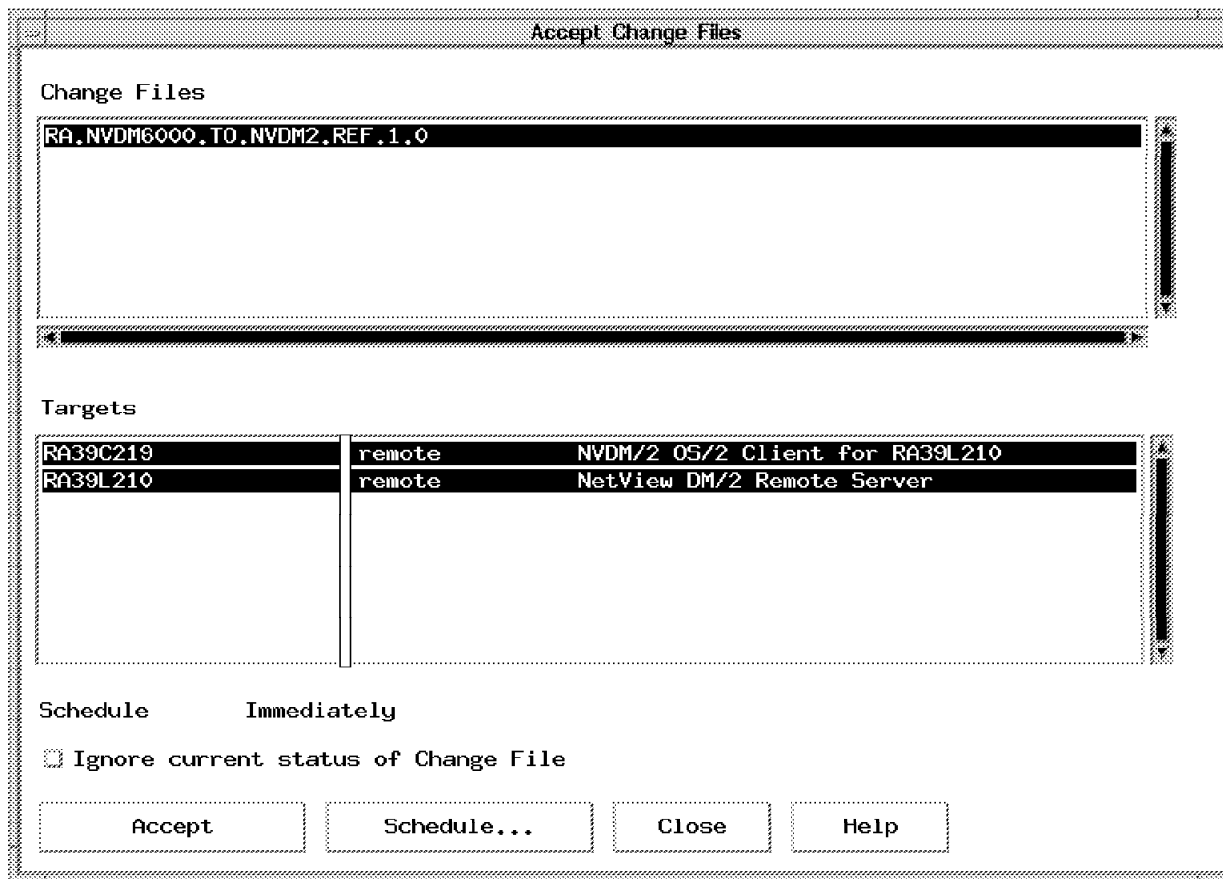 Accept Change Files
Change Files
RA.NVDM6000.TO.NVDM2.REF.1.0
Targets
RA39C219 remote NVDM/2 OS/2 Client for RA39L210
RA39L210 remote NetView DM/2 Remote Server
Schedule Immediately
Ignore current status of Change File
Accept Schedule... Close Help